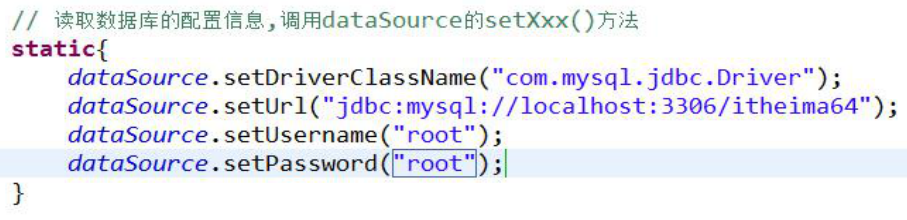 // 读取数据库的配置信息,调用dataSource的setXxx()方法
static{
dataSource.setDriverClassName("com.mysql.jdbc.Driver");
dataSource.setUrl("jdbc:mysql://localhost:3306/itheima64");
dataSource.setUsername("root");
dataSource.setPassword("root");
}